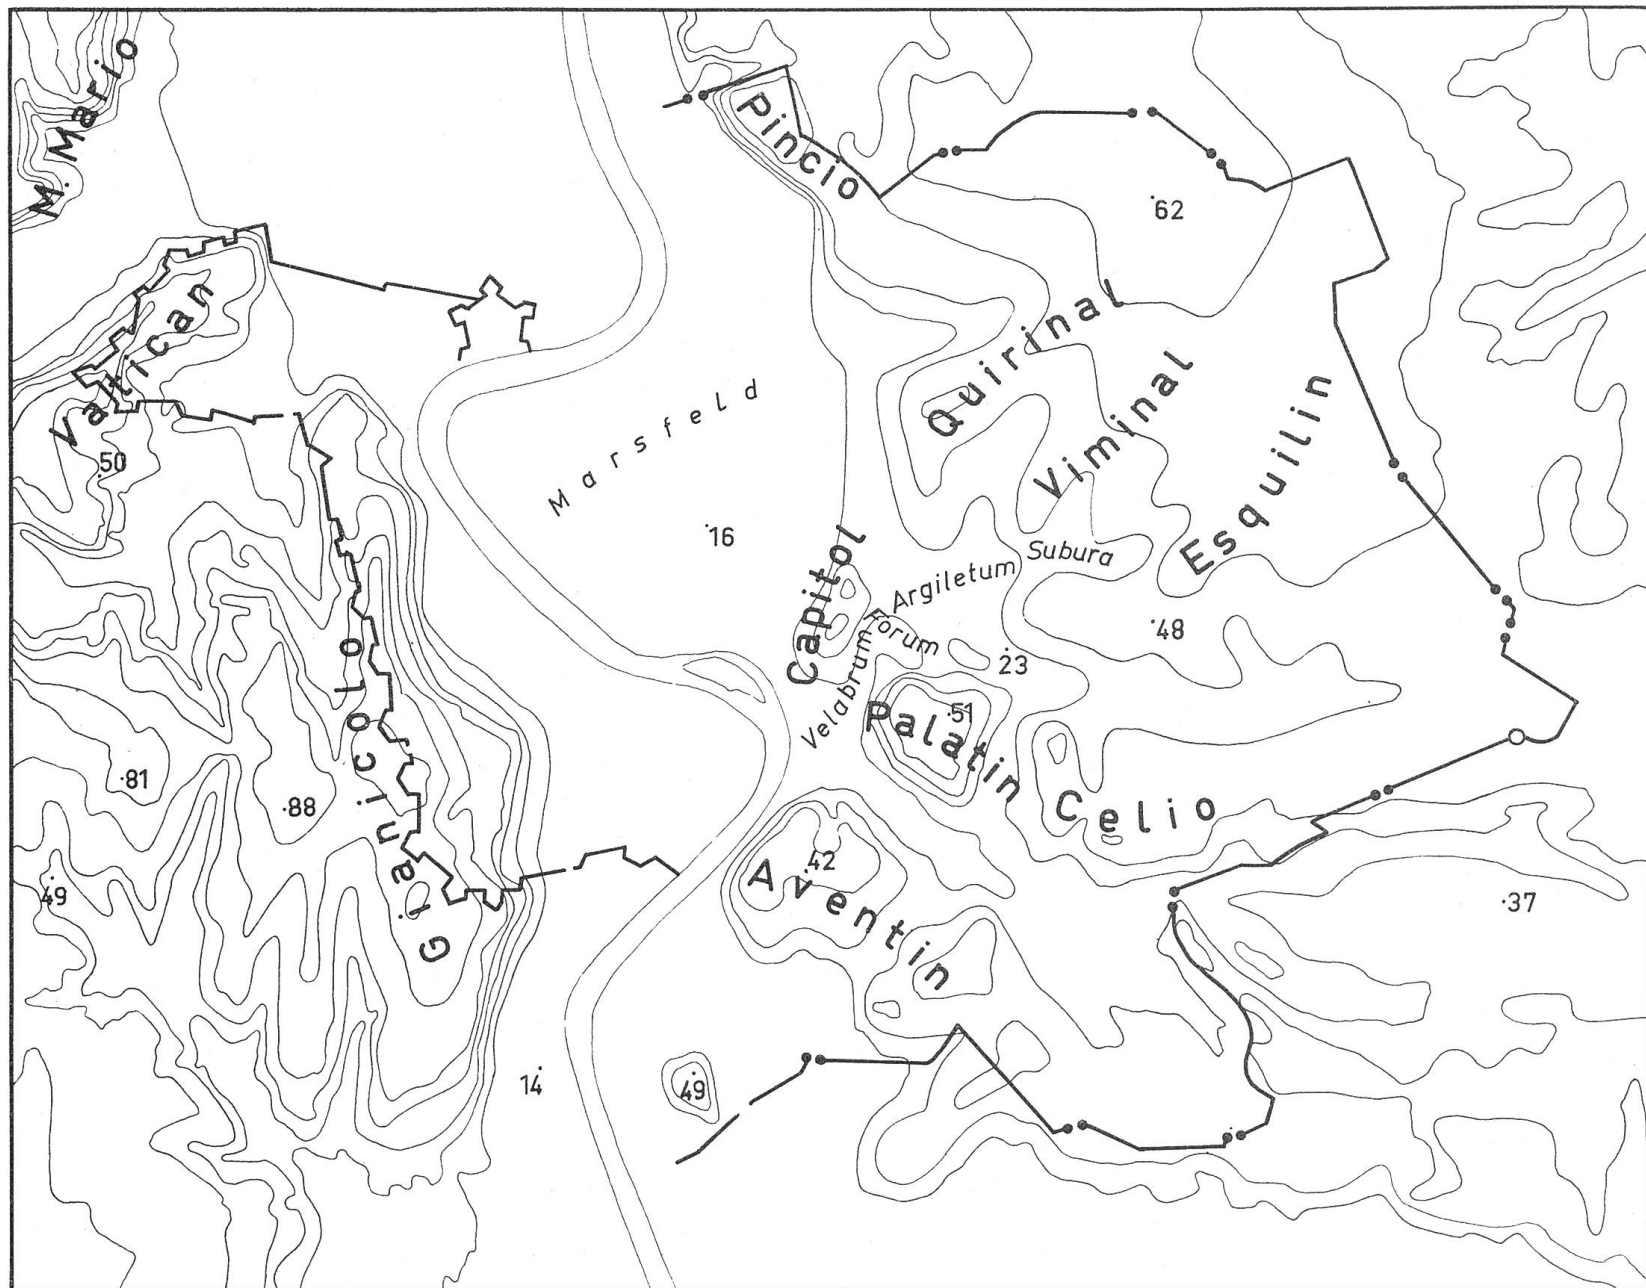 M. Mario
Pincio
62
Vatican
Quirinal
Marsfeld
Viminal
Esquilin
50
16
Capitol
Subura
Argiletum
Forum
48
23
Velabrum
Gianicolo
51
Palatin
81
88
Celio
42
Aventin
49
37
14
49